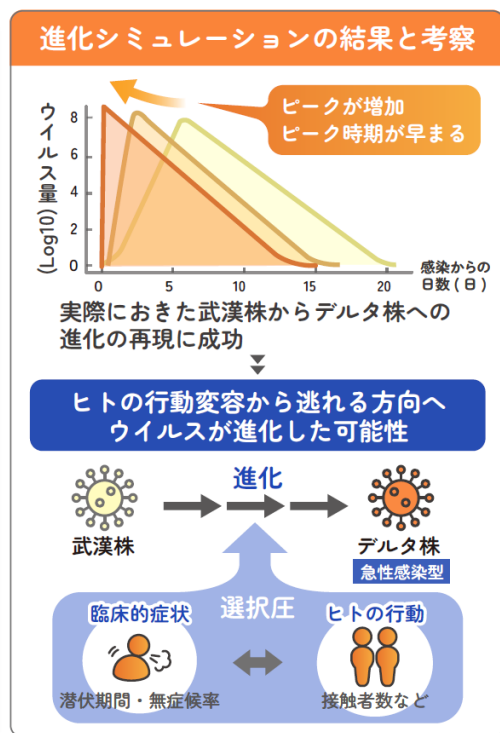 進化シミュレーションの結果と考察
ウイルス量
(Log10)
ピークが増加
ピーク時期が早まる
8
6
4
2
0
0
5
10
15
20
感染からの
日数(日)
実際におきた武漢株からデルタ株への
進化の再現に成功
ヒトの行動変容から逃れる方向へ
ウイルスが進化した可能性
進化
武漢株
デルタ株
急性感染型
選択圧
臨床的症状
ヒトの行動
潜伏期間・無症候率
接触者数など